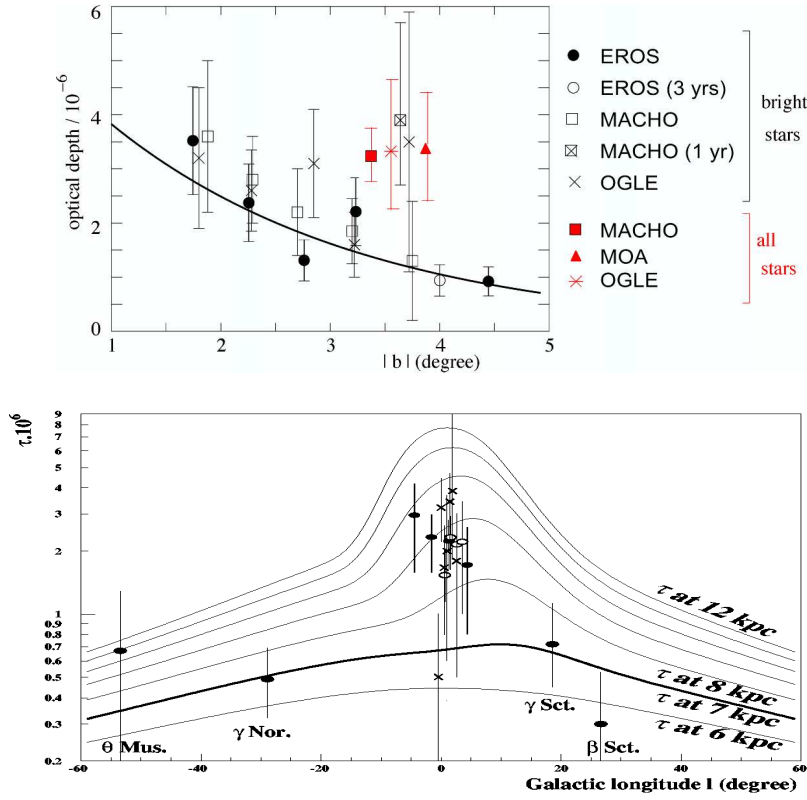 6
4
2
0
optical depth / 10⁻⁶
1
2
3
4
5
| b | (degree)
EROS
EROS (3 yrs)
MACHO
MACHO (1 yr)
OGLE
bright
stars
MACHO
MOA
OGLE
all
stars
τ.10⁶
9
8
7
6
5
4
3
2
1
0.9
0.8
0.7
0.6
0.5
0.4
0.3
0.2
τ at 12 kpc
τ at 8 kpc
τ at 7 kpc
τ at 6 kpc
θ Mus.
γ Nor.
γ Sct.
β Sct.
-60
-40
-20
0
20
40
60
Galactic longitude l (degree)